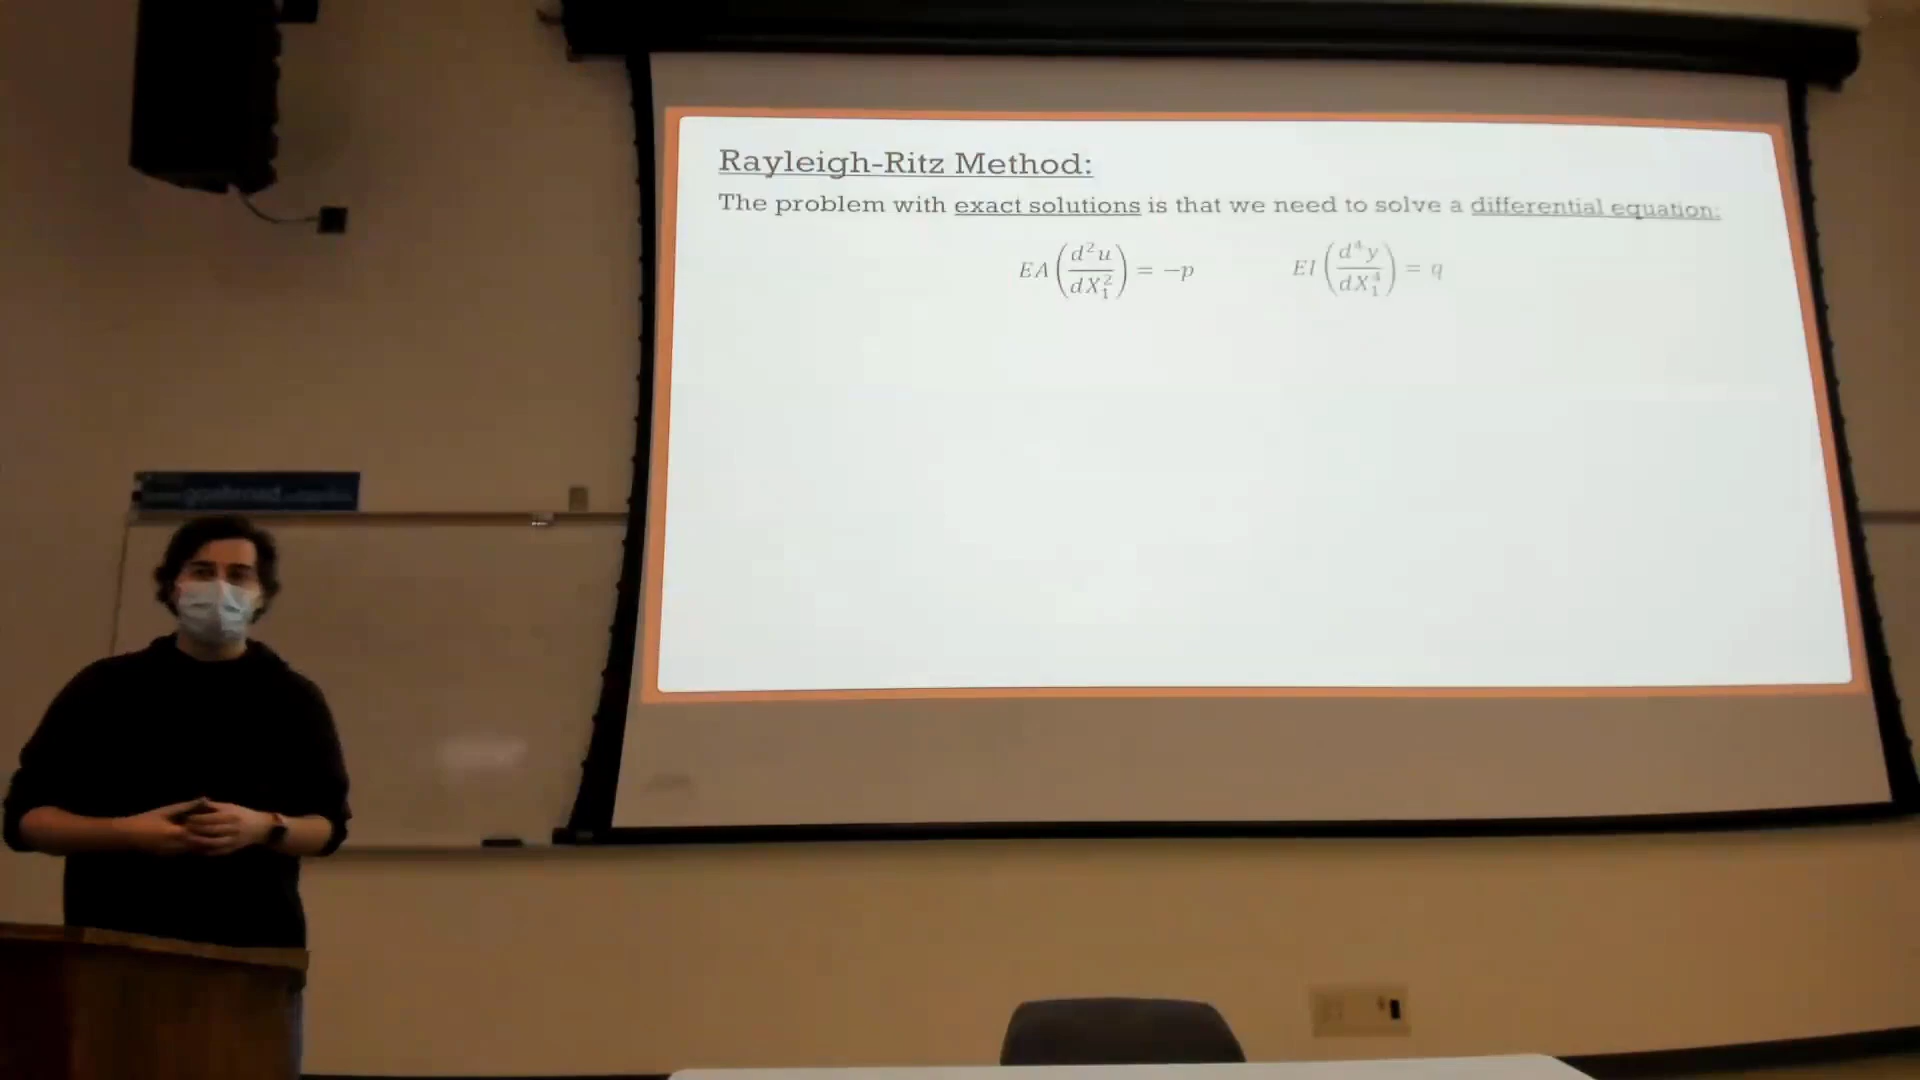 Rayleigh-Ritz Method:
The problem with exact solutions is that we need to solve a differential equation:
EA(d²u/dX₁²) = −p    EI(d⁴y/dX₁⁴) = q